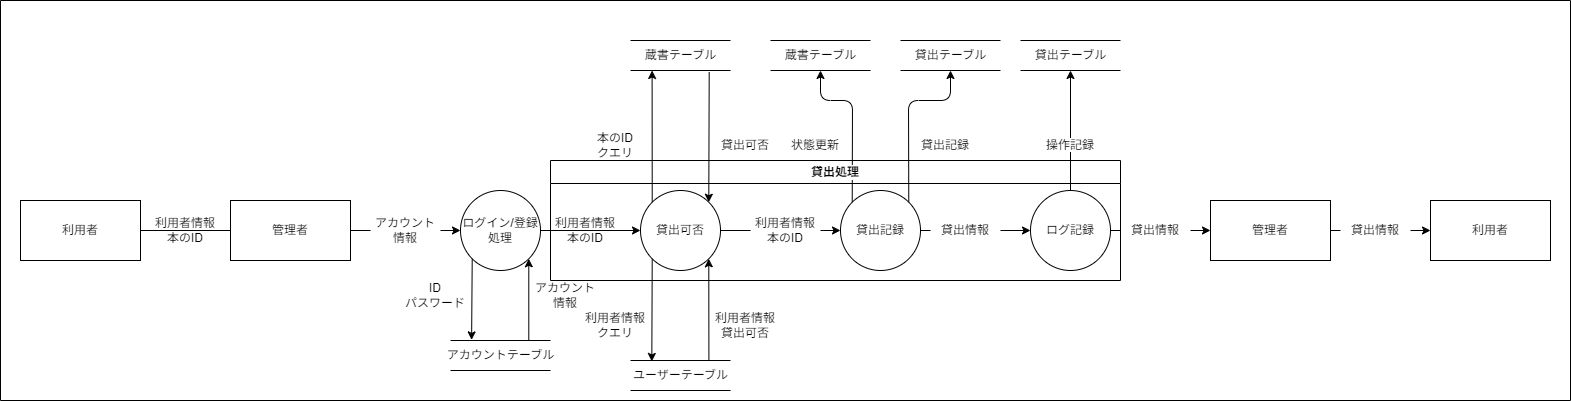 蔵書テーブル
蔵書テーブル
貸出テーブル
貸出テーブル
本のID
クエリ
貸出可否
状態更新
貸出記録
操作記録
貸出処理
利用者
利用者情報
本のID
管理者
アカウント
情報
ログイン/登録
処理
利用者情報
本のID
貸出可否
利用者情報
本のID
貸出記録
貸出情報
ログ記録
貸出情報
管理者
貸出情報
利用者
ID
パスワード
アカウント
情報
利用者情報
クエリ
利用者情報
貸出可否
アカウントテーブル
ユーザーテーブル